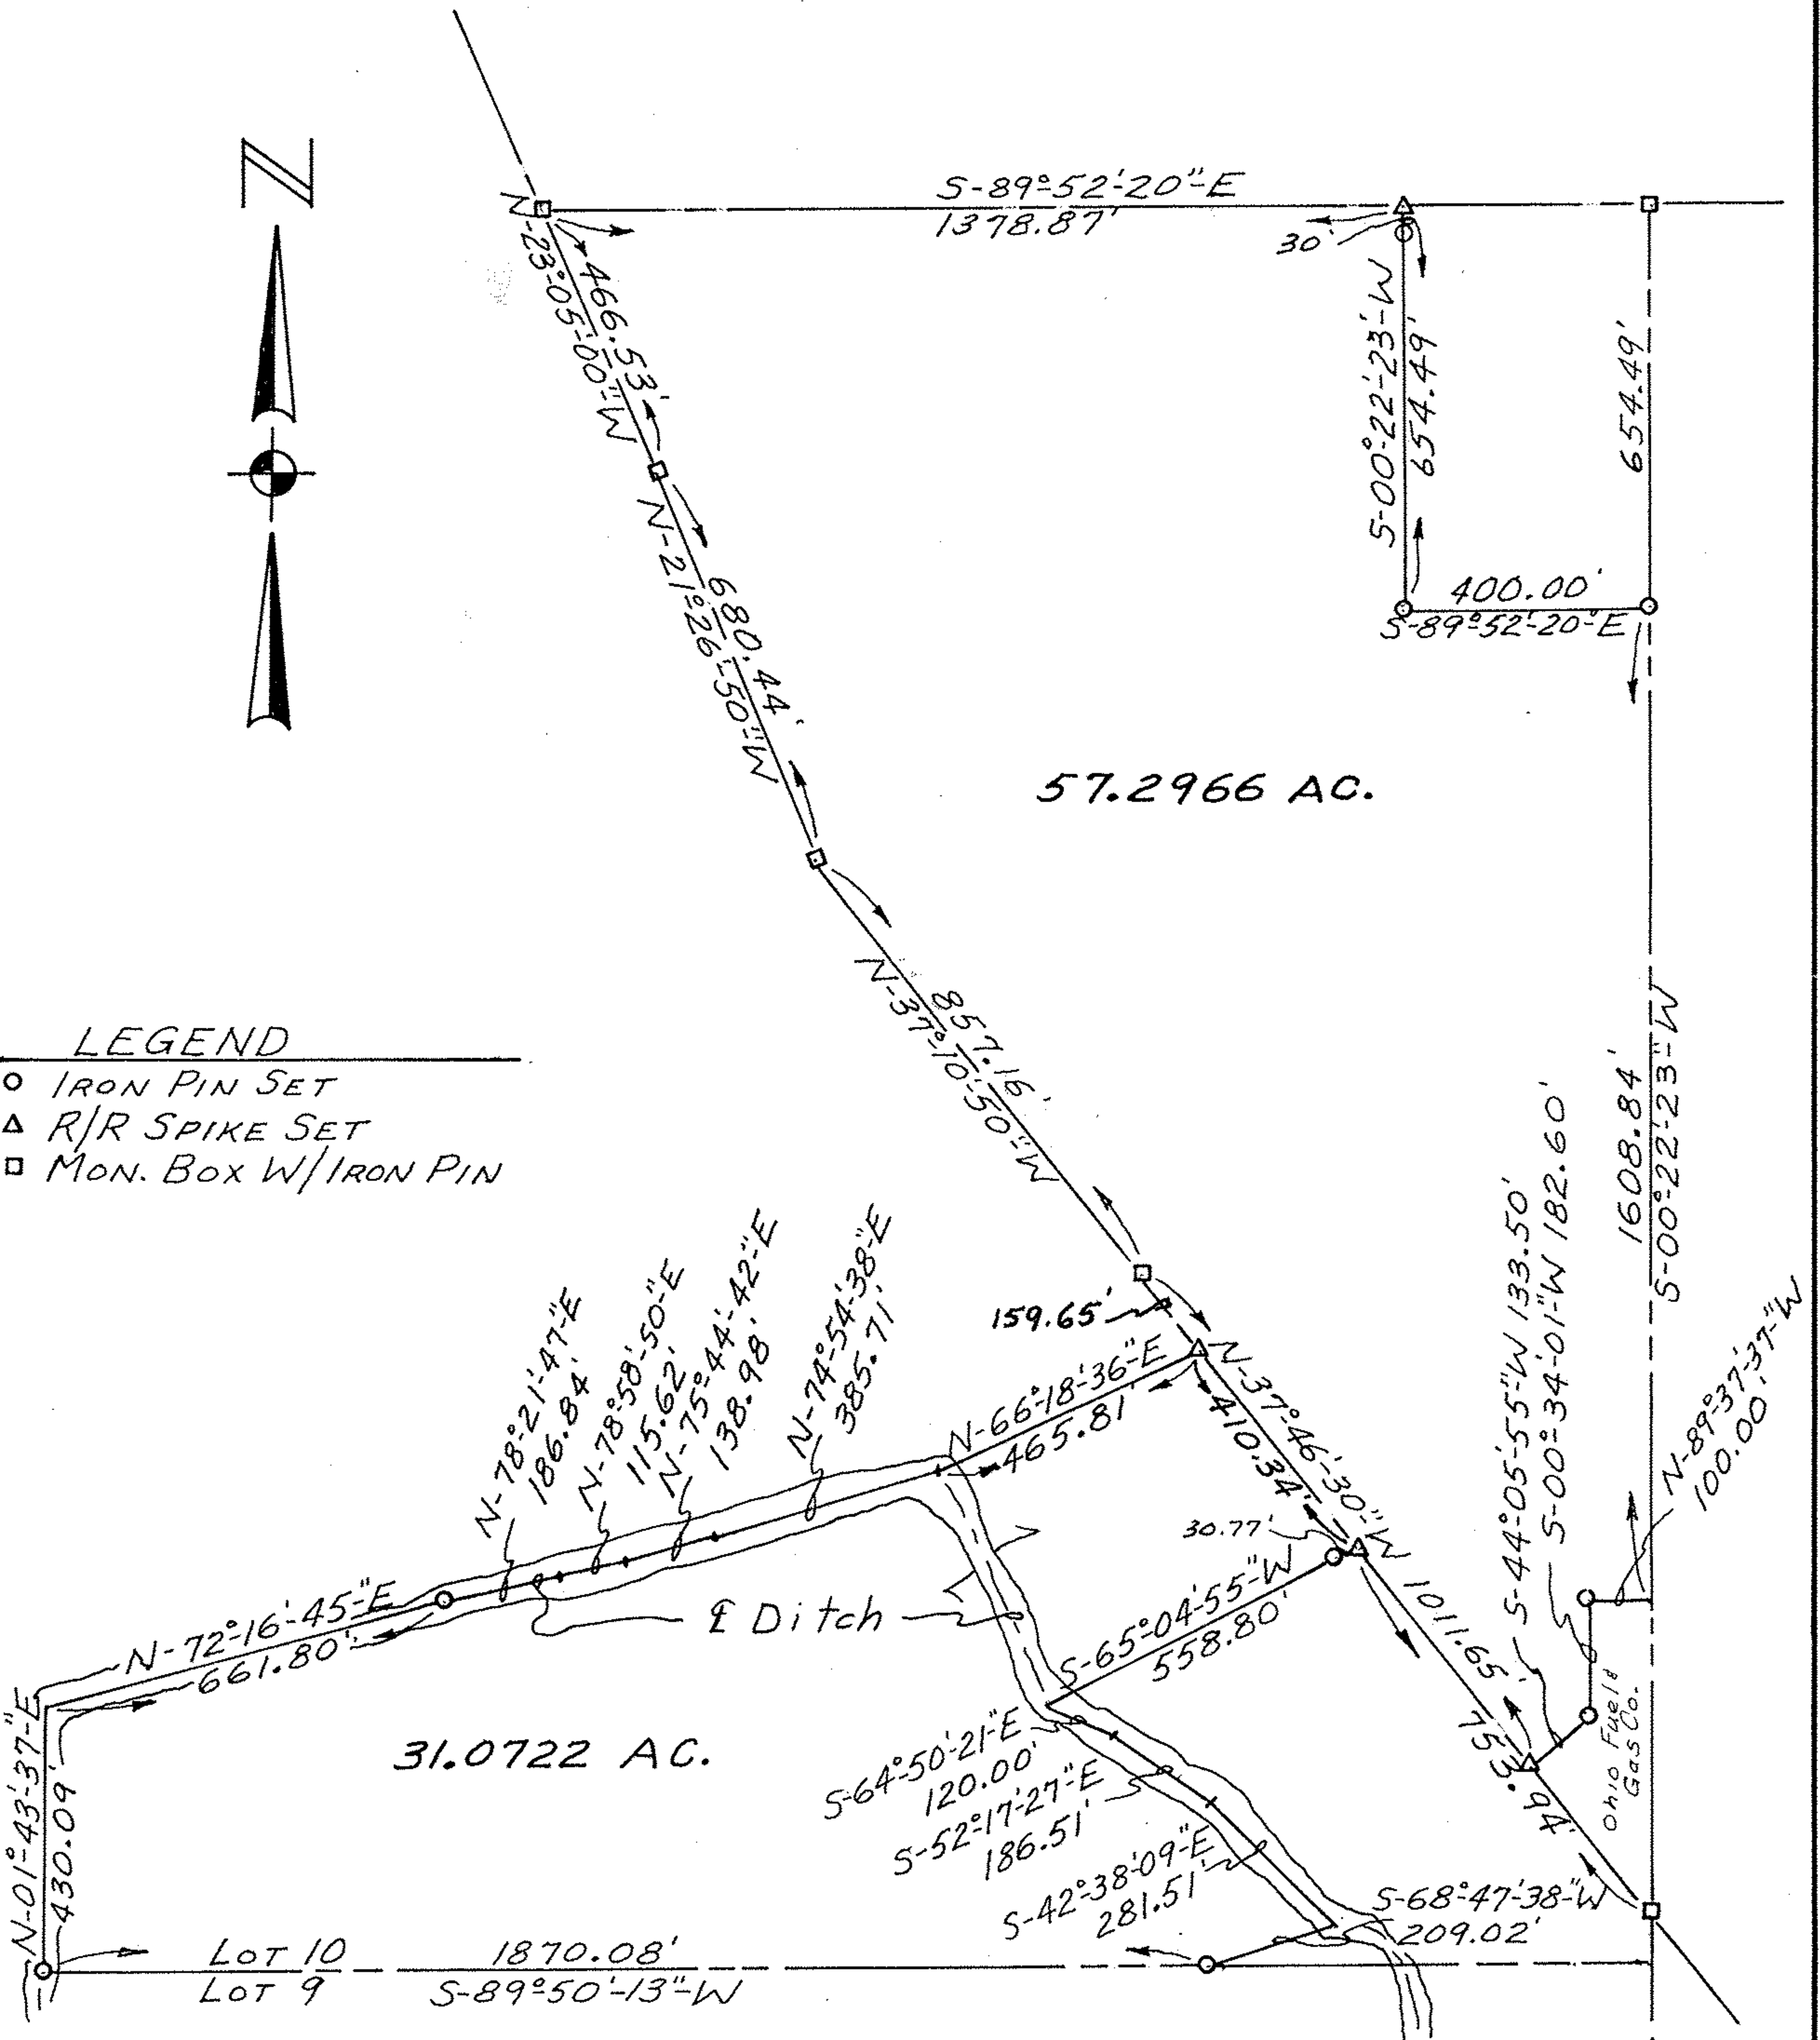 N
S-89°-52'-20"-E
1378.87'
30'
N-23°-05'-00"-W
466.53'
S-00°-22'-23'-W
654.49'
654.49'
400.00'
S-89°-52'-20-"E
N-21°-26'-50"-W
680.44'
57.2966 AC.
N-37°-10'-50"-W
857.16'
LEGEND
IRON PIN SET
R/R SPIKE SET
MON. BOX W/IRON PIN
1608.84'
S-00°-22'-23"-W
S-44°-05'-55"W 133.50'
S-00°-34'-01-"W 182.60'
N-89°-37'-37-"W
100.00'
159.65'
N-78°-21'-47-"E
186.84'
N-78°-58'-50-"E
115.62'
N-75°-44'-42-"E
138.98'
N-74°-54'-38-"E
385.71'
N-66°-18'-36"-E
465.81'
N-37°-46'-30"-W
410.34'
30.77'
1011.65'
753.94'
N-72°-16'-45-"E
661.80'
℄ Ditch
S-65°-04'-55-"W
558.80'
Ohio Fuel
Gas Co.
N-01°-43'-37-"E
430.09'
31.0722 AC.
S-64°-50'-21-"E
120.00'
S-52°-17'-27"-E
186.51'
S-42°-38'-09"-E
281.51'
S-68°-47'-38-"W
209.02'
LOT 10 1870.08'
LOT 9 S-89°50'-13"-W